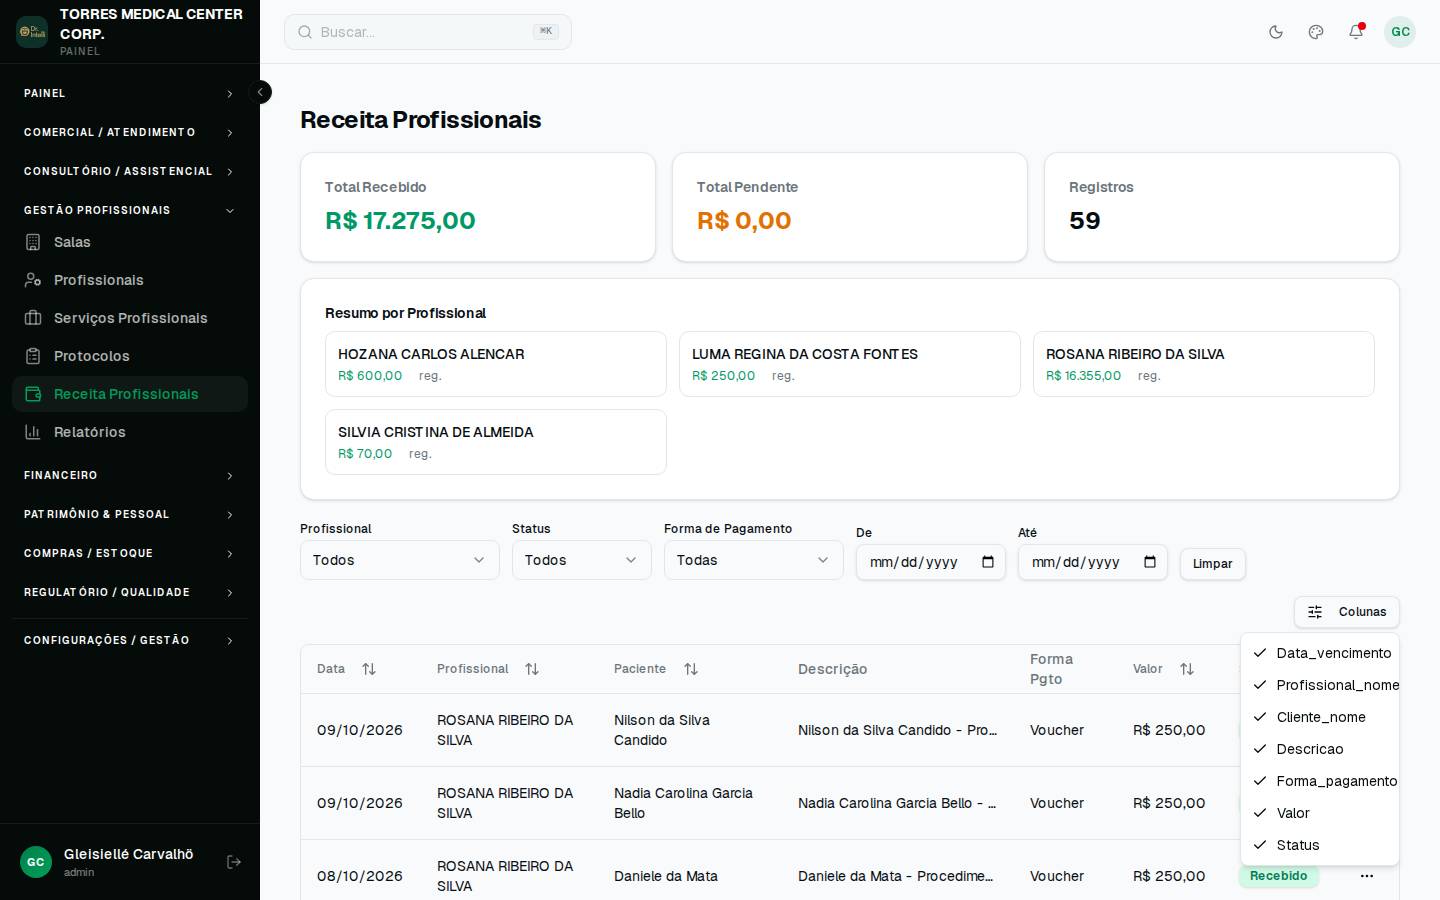 TORRES MEDICAL CENTER
CORP.
PAINEL
Buscar...
⌘K
GC
PAINEL
COMERCIAL / ATENDIMENTO
CONSULTÓRIO / ASSISTENCIAL
GESTÃO PROFISSIONAIS
Salas
Profissionais
Serviços Profissionais
Protocolos
Receita Profissionais
Relatórios
FINANCEIRO
PATRIMÔNIO & PESSOAL
COMPRAS / ESTOQUE
REGULATÓRIO / QUALIDADE
CONFIGURAÇÕES / GESTÃO
GC
Gleisiellé Carvalhö
admin
Receita Profissionais
Total Recebido
R$ 17.275,00
Total Pendente
R$ 0,00
Registros
59
Resumo por Profissional
HOZANA CARLOS ALENCAR
R$ 600,00 reg.
LUMA REGINA DA COSTA FONTES
R$ 250,00 reg.
ROSANA RIBEIRO DA SILVA
R$ 16.355,00 reg.
SILVIA CRISTINA DE ALMEIDA
R$ 70,00 reg.
Profissional
Todos
Status
Todos
Forma de Pagamento
Todas
De
mm/dd/yyyy
Até
mm/dd/yyyy
Limpar
Colunas
Data_vencimento
Profissional_nome
Cliente_nome
Descricao
Forma_pagamento
Valor
Status
Data Profissional Paciente Descrição Forma Pgto Valor
09/10/2026 ROSANA RIBEIRO DA SILVA Nilson da Silva Candido Nilson da Silva Candido - Pro... Voucher R$ 250,00
09/10/2026 ROSANA RIBEIRO DA SILVA Nadia Carolina Garcia Bello Nadia Carolina Garcia Bello - ... Voucher R$ 250,00
08/10/2026 ROSANA RIBEIRO DA SILVA Daniele da Mata Daniele da Mata - Procedime... Voucher R$ 250,00 Recebido